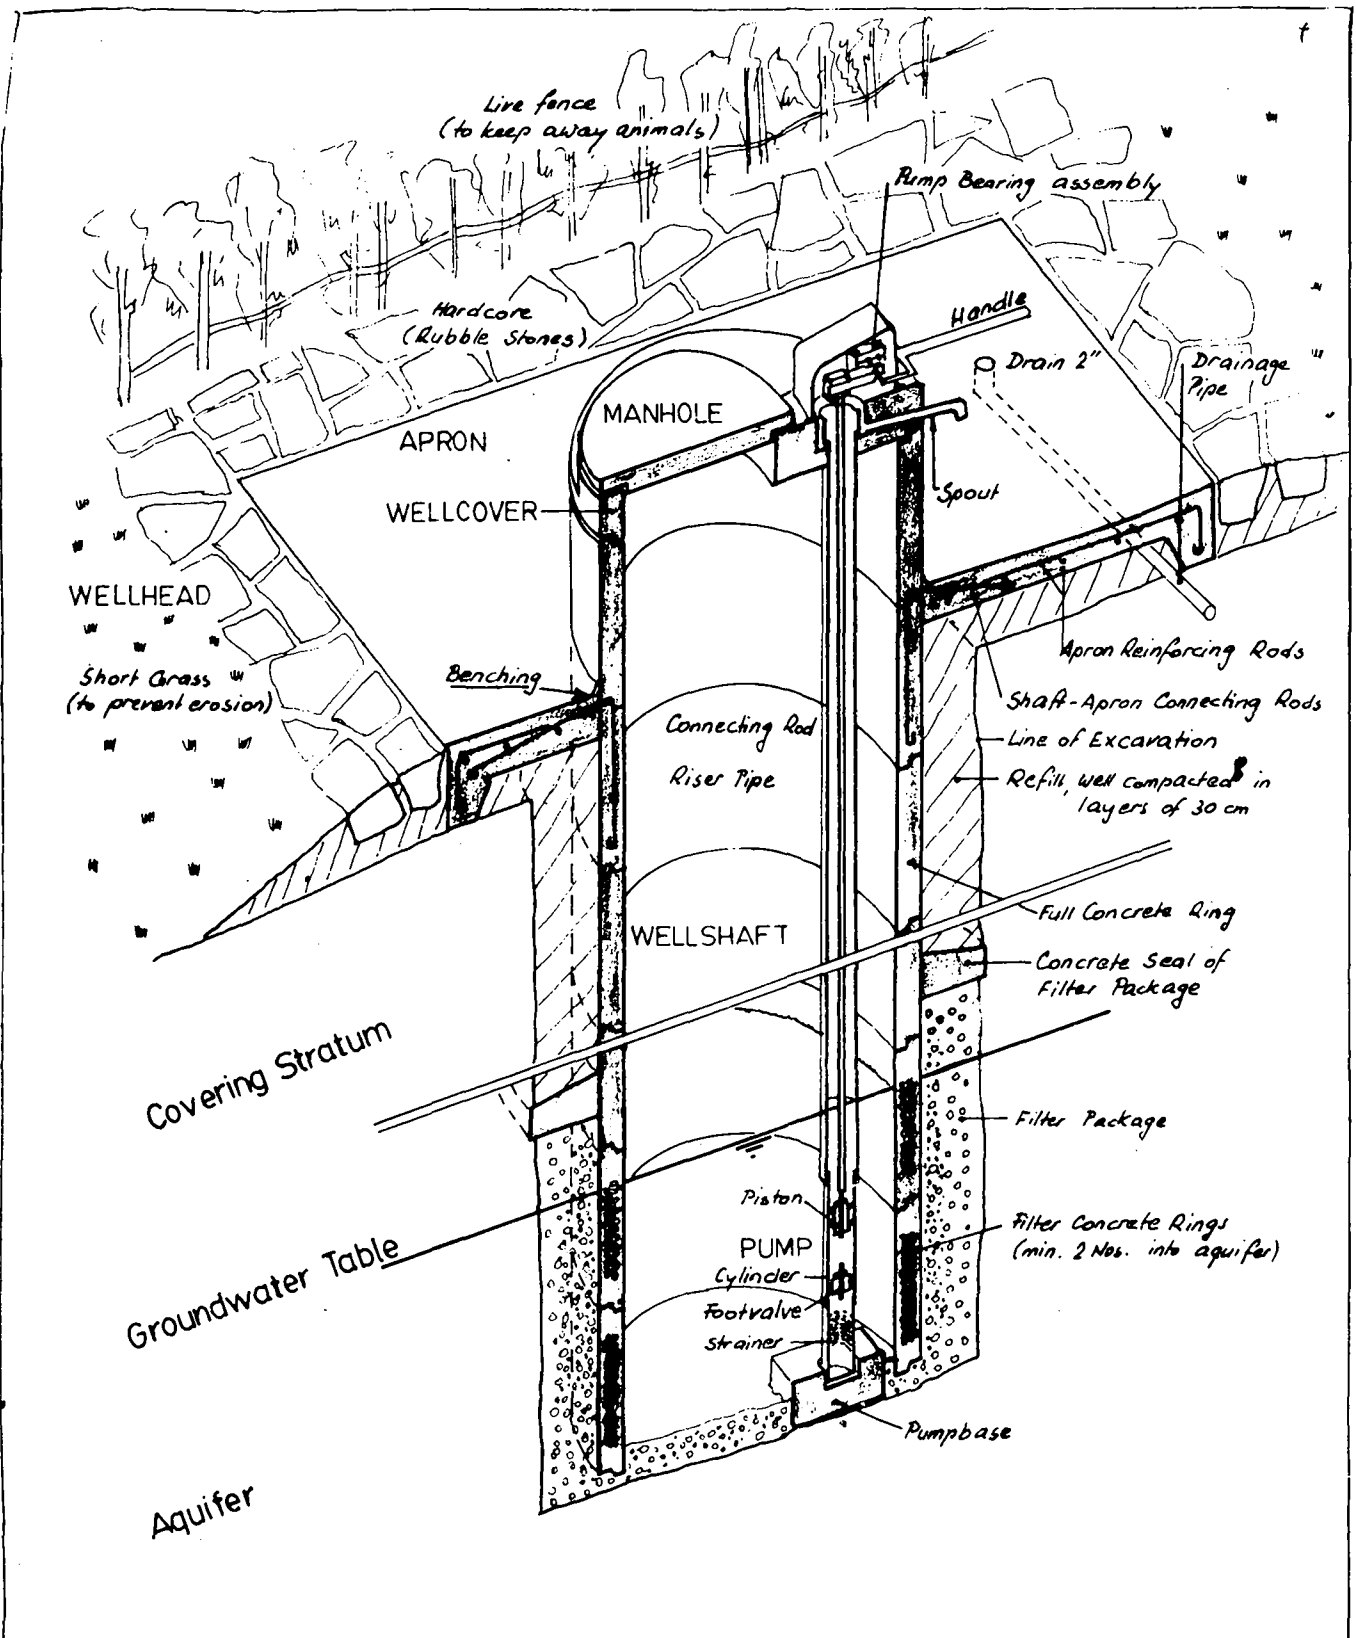 Live fence
(to keep away animals)
Pump Bearing assembly
Hardcore
(Rubble Stones)
Handle
Drain 2"
Drainage
Pipe
MANHOLE
APRON
WELLCOVER
Spout
WELLHEAD
Short Grass
(to prevent erosion)
Benching
Apron Reinforcing Rods
Shaft-Apron Connecting Rods
Connecting Rod
Line of Excavation
Riser Pipe
Refill, well compacted in
layers of 30 cm
Full Concrete Ring
WELLSHAFT
Concrete Seal of
Filter Package
Covering Stratum
Filter Package
Piston
Filter Concrete Rings
(min. 2 Nos. into aquifer)
PUMP
Cylinder
Groundwater Table
Footvalve
Strainer
Pumpbase
Aquifer